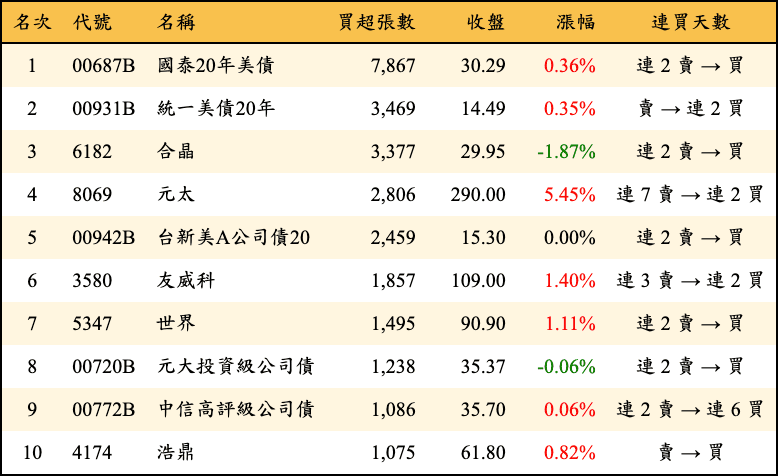 名次 代號 名稱 買超張數 收盤 漲幅 連買天數
1 00687B 國泰20年美債 7,867 30.29 0.36% 連 2 賣 → 買
2 00931B 統一美債20年 3,469 14.49 0.35% 賣 → 連 2 買
3 6182 合晶 3,377 29.95 -1.87% 連 2 賣 → 買
4 8069 元太 2,806 290.00 5.45% 連 7 賣 → 連 2 買
5 00942B 台新美A公司債20 2,459 15.30 0.00% 連 2 賣 → 買
6 3580 友威科 1,857 109.00 1.40% 連 3 賣 → 連 2 買
7 5347 世界 1,495 90.90 1.11% 連 2 賣 → 買
8 00720B 元大投資級公司債 1,238 35.37 -0.06% 連 2 賣 → 買
9 00772B 中信高評級公司債 1,086 35.70 0.06% 連 2 賣 → 連 6 買
10 4174 浩鼎 1,075 61.80 0.82% 賣 → 買